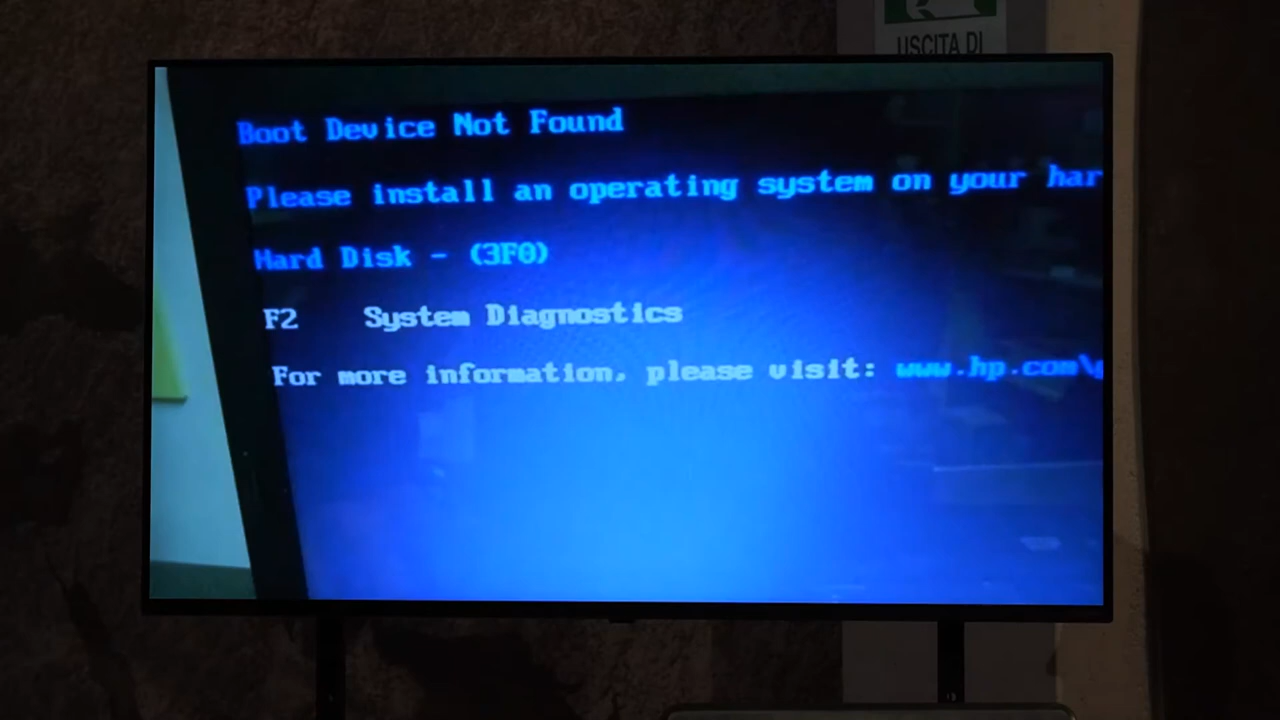 USCITA DI
Boot Device Not Found
Please install an operating system on your har
Hard Disk - (3F0)
F2 System Diagnostics
For more information, please visit: www.hp.com\